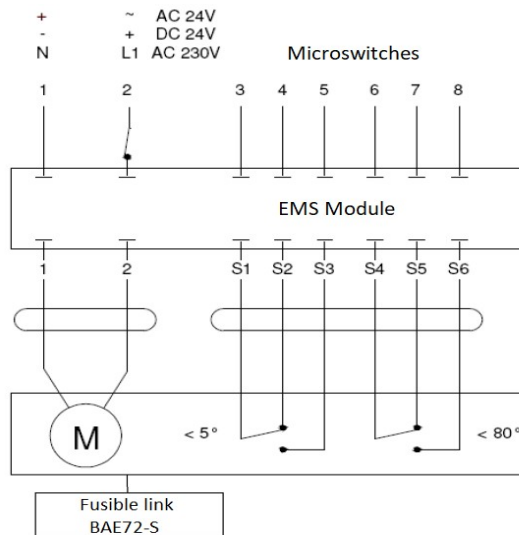 + ~ AC 24V
- + DC 24V
N L1 AC 230V Microswitches
1 2 3 4 5 6 7 8
EMS Module
1 2 S1 S2 S3 S4 S5 S6
M < 5° < 80°
Fusible link
BAE72-S